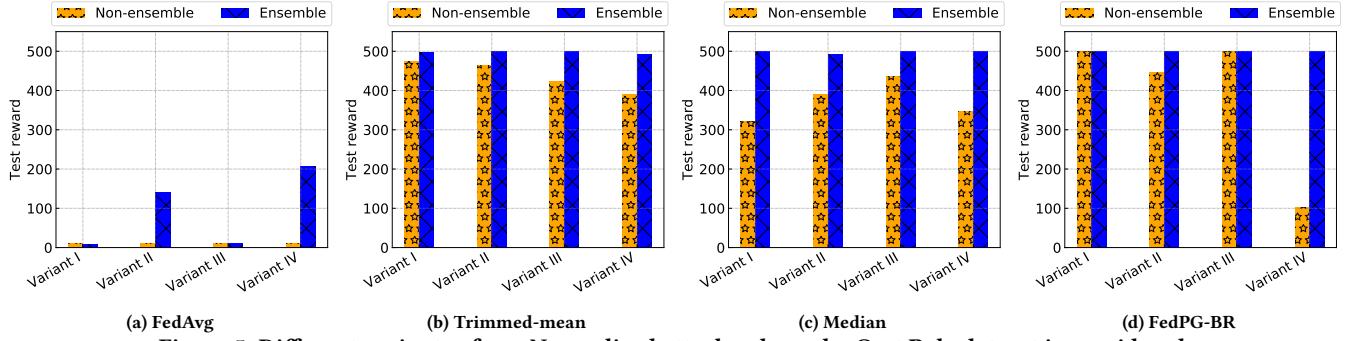 Non-ensemble Ensemble
Test reward
500
400
300
200
100
0
Variant I
Variant II
Variant III
Variant IV
(a) FedAvg
Non-ensemble Ensemble
Test reward
500
400
300
200
100
0
Variant I
Variant II
Variant III
Variant IV
(b) Trimmed-mean
Non-ensemble Ensemble
Test reward
500
400
300
200
100
0
Variant I
Variant II
Variant III
Variant IV
(c) Median
Non-ensemble Ensemble
Test reward
500
400
300
200
100
0
Variant I
Variant II
Variant III
Variant IV
(d) FedPG-BR